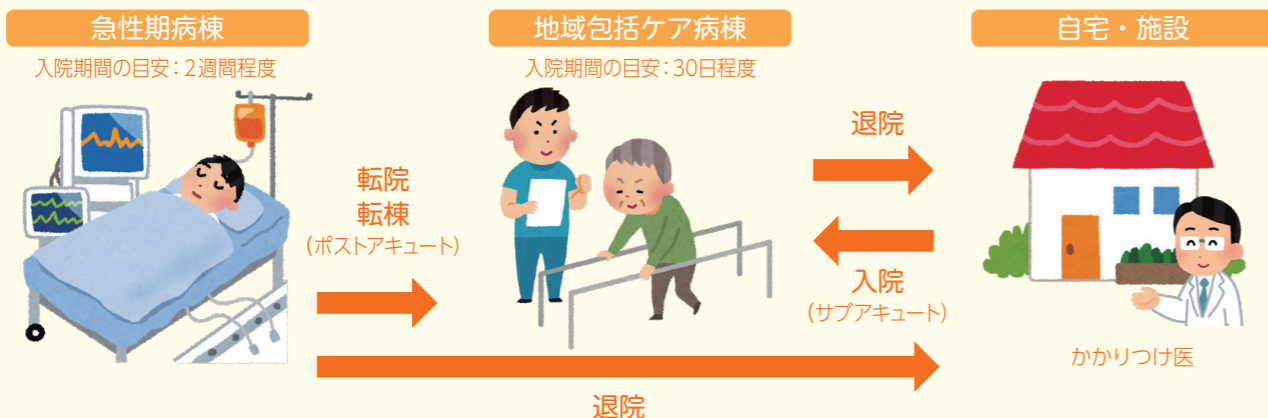 急性期病棟
入院期間の目安：2週間程度
地域包括ケア病棟
入院期間の目安：30日程度
自宅・施設
転院
転棟
(ポストアキュート)
退院
入院
(サブアキュート)
かかりつけ医
退院